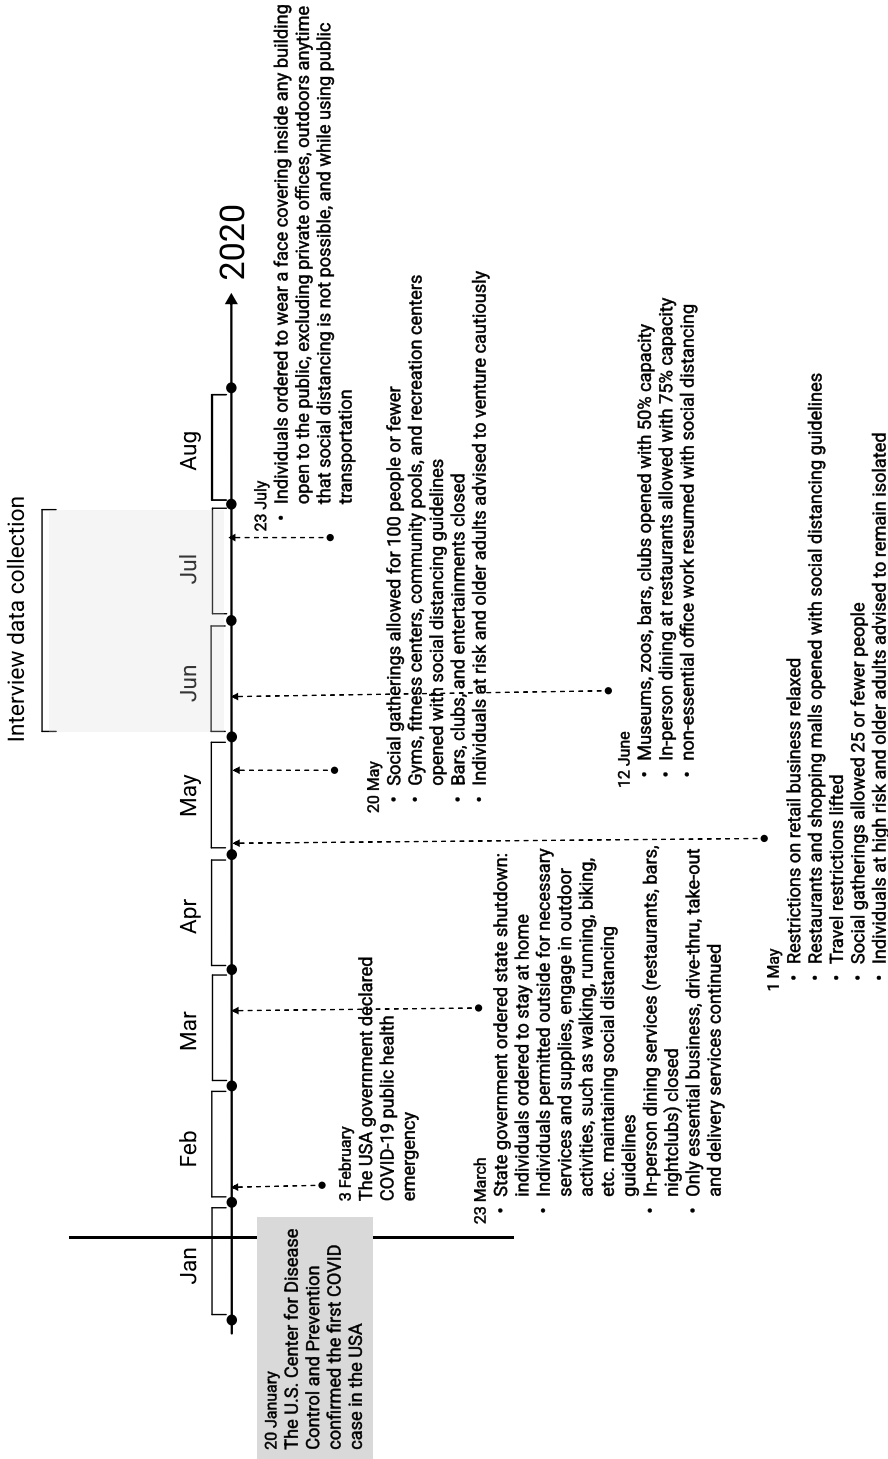 Interview data collection
Jan
Feb
Mar
Apr
May
Jun
Jul
Aug
2020
20 January
The U.S. Center for Disease
Control and Prevention
confirmed the first COVID
case in the USA
3 February
The USA government declared
COVID-19 public health
emergency
23 March
• State government ordered state shutdown:
individuals ordered to stay at home
• Individuals permitted outside for necessary
services and supplies, engage in outdoor
activities, such as walking, running, biking,
etc. maintaining social distancing
guidelines
• In-person dining services (restaurants, bars,
nightclubs) closed
• Only essential business, drive-thru, take-out
and delivery services continued
1 May
• Restrictions on retail business relaxed
• Restaurants and shopping malls opened with social distancing guidelines
• Travel restrictions lifted
• Social gatherings allowed 25 or fewer people
• Individuals at high risk and older adults advised to remain isolated
20 May
• Social gatherings allowed for 100 people or fewer
• Gyms, fitness centers, community pools, and recreation centers
opened with social distancing guidelines
• Bars, clubs, and entertainments closed
• Individuals at risk and older adults advised to venture cautiously
12 June
• Museums, zoos, bars, clubs opened with 50% capacity
• In-person dining at restaurants allowed with 75% capacity
• non-essential office work resumed with social distancing
23 July
• Individuals ordered to wear a face covering inside any building
open to the public, excluding private offices, outdoors anytime
that social distancing is not possible, and while using public
transportation